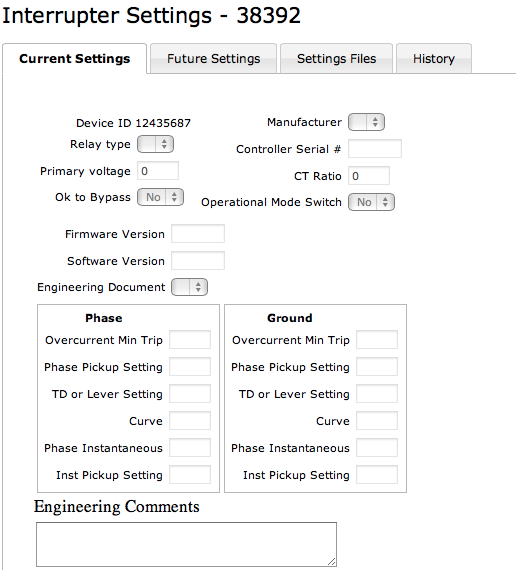 Interrupter Settings - 38392
Current Settings Future Settings Settings Files History
Device ID 12435687 Manufacturer
Relay type Controller Serial #
Primary voltage 0 CT Ratio 0
Ok to Bypass No Operational Mode Switch No
Firmware Version
Software Version
Engineering Document
Phase Ground
Overcurrent Min Trip Overcurrent Min Trip
Phase Pickup Setting Phase Pickup Setting
TD or Lever Setting TD or Lever Setting
Curve Curve
Phase Instantaneous Phase Instantaneous
Inst Pickup Setting Inst Pickup Setting
Engineering Comments